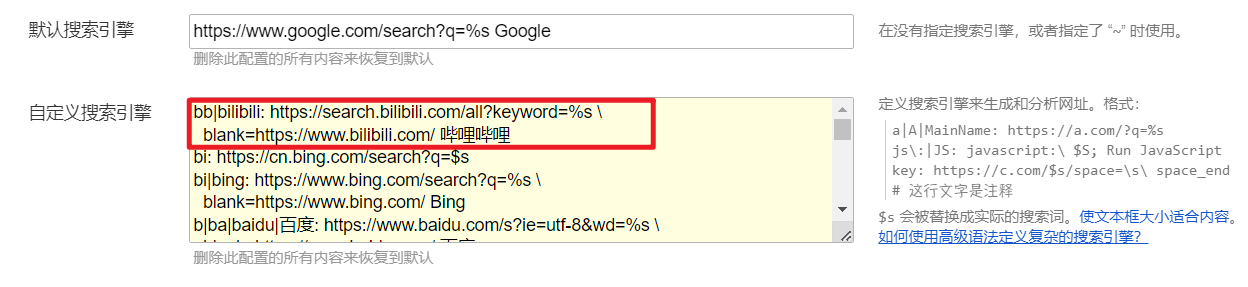 默认搜索引擎
https://www.google.com/search?q=%s Google
在没有指定搜索引擎，或者指定了 “~” 时使用。
删除此配置的所有内容来恢复到默认
自定义搜索引擎
bb|bilibili: https://search.bilibili.com/all?keyword=%s \
blank=https://www.bilibili.com/ 哔哩哔哩
bi: https://cn.bing.com/search?q=$s
bi|bing: https://www.bing.com/search?q=%s \
blank=https://www.bing.com/ Bing
b|ba|baidu|百度: https://www.baidu.com/s?ie=utf-8&wd=%s \
定义搜索引擎来生成和分析网址。格式：
a|A|MainName: https://a.com/?q=%s
js\:|JS: javascript:\ $S; Run JavaScript
key: https://c.com/$s/space=\s\ space_end
# 这行文字是注释
$s 会被替换成实际的搜索词。使文本框大小适合内容。
如何使用高级语法定义复杂的搜索引擎？
删除此配置的所有内容来恢复到默认